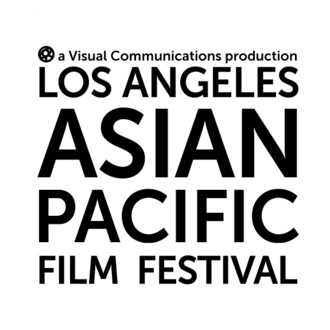 a Visual Communications production
LOS ANGELES
ASIAN
PACIFIC
FILM FESTIVAL